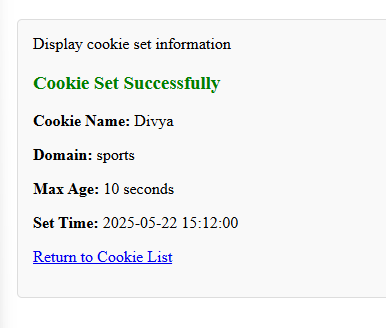 Display cookie set information
Cookie Set Successfully
Cookie Name: Divya
Domain: sports
Max Age: 10 seconds
Set Time: 2025-05-22 15:12:00
Return to Cookie List